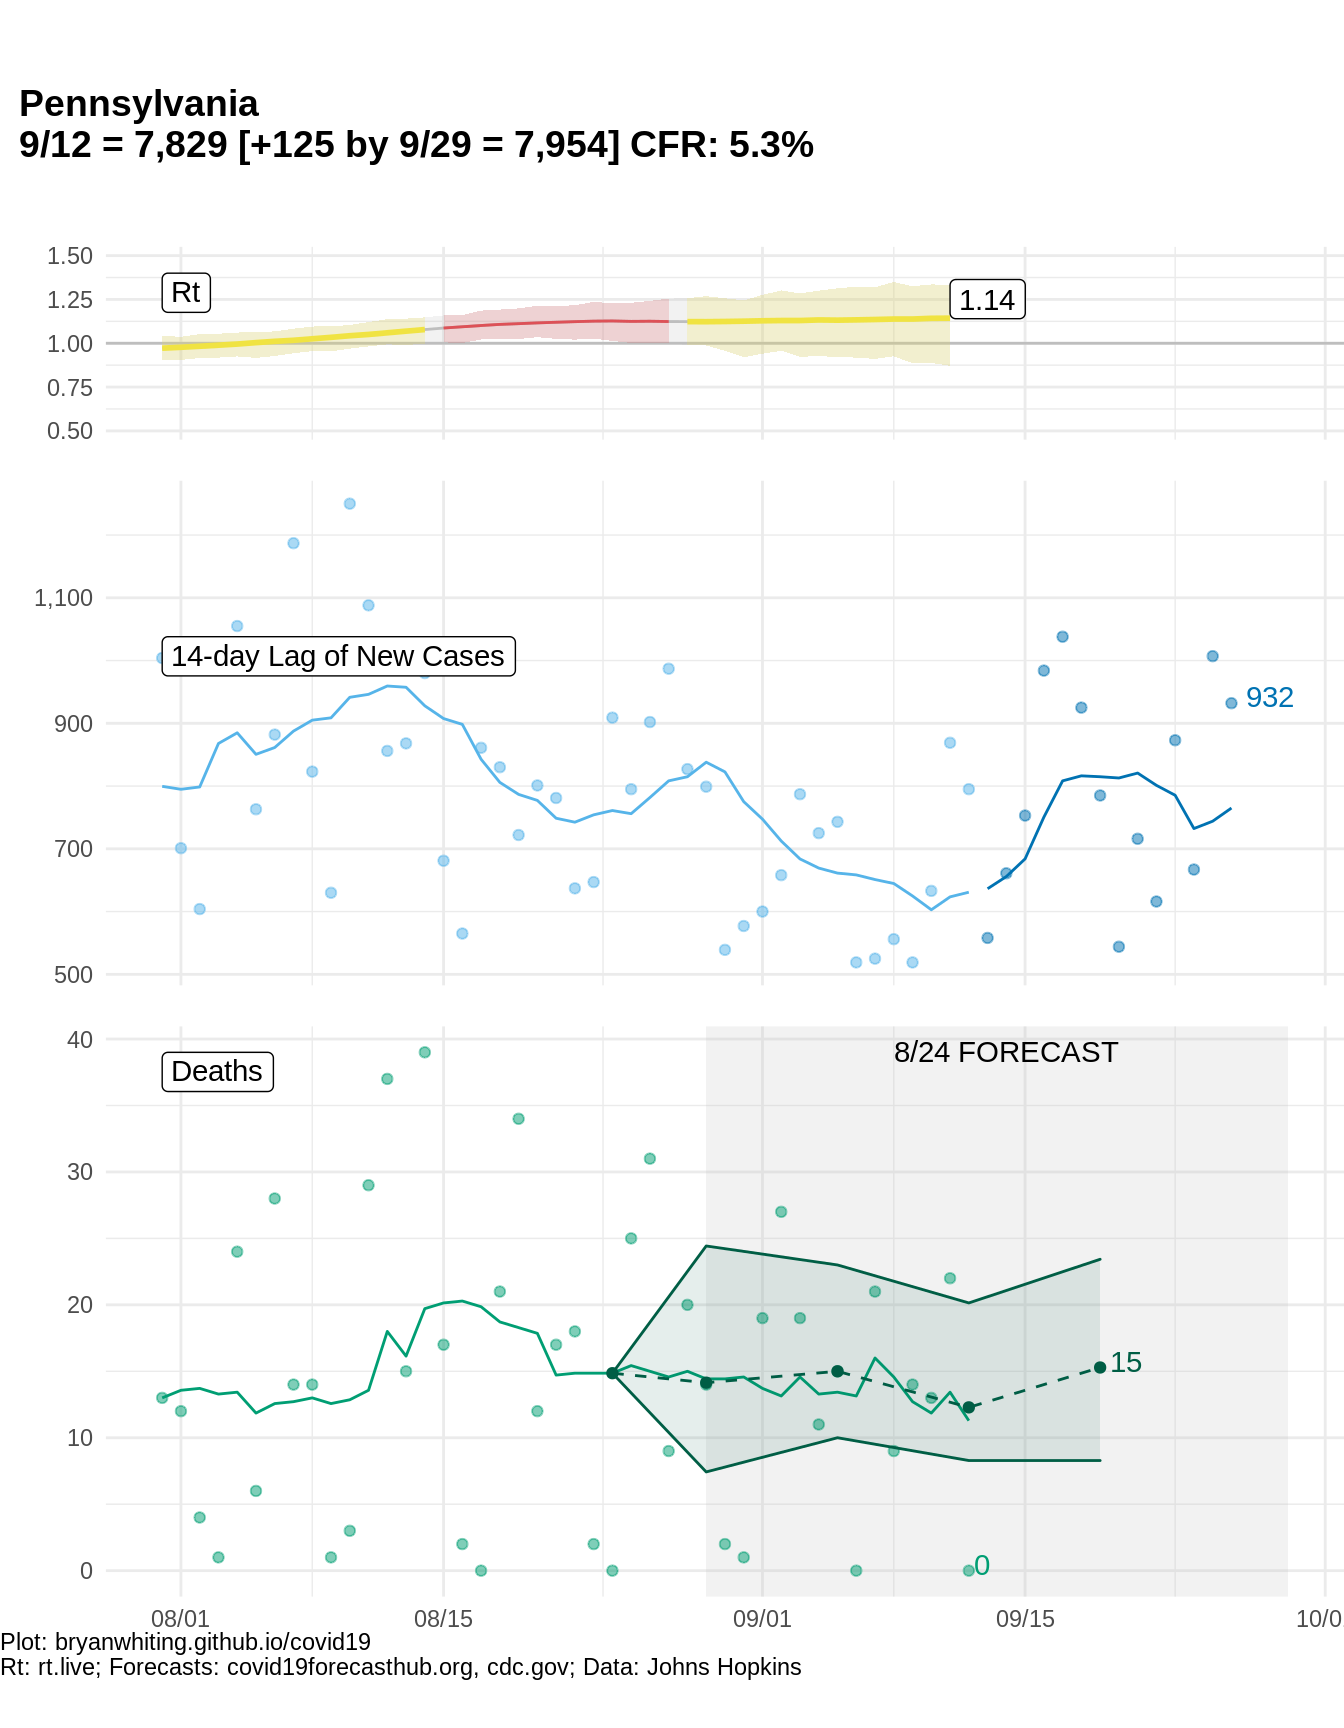 Pennsylvania
9/12 = 7,829 [+125 by 9/29 = 7,954] CFR: 5.3%
1.50
1.25
1.00
0.75
0.50
Rt
1.14
1,100
900
700
500
14-day Lag of New Cases
932
40
30
20
10
0
Deaths
8/24 FORECAST
15
0
08/01
08/15
09/01
09/15
10/0
Plot: bryanwhiting.github.io/covid19
Rt: rt.live; Forecasts: covid19forecasthub.org, cdc.gov; Data: Johns Hopkins